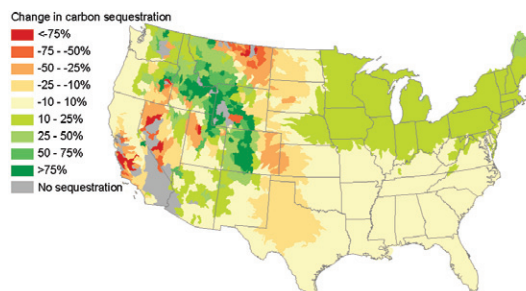 Change in carbon sequestration
<-75%
-75 - -50%
-50 - -25%
-25 - -10%
-10 - 10%
10 - 25%
25 - 50%
50 - 75%
>75%
No sequestration